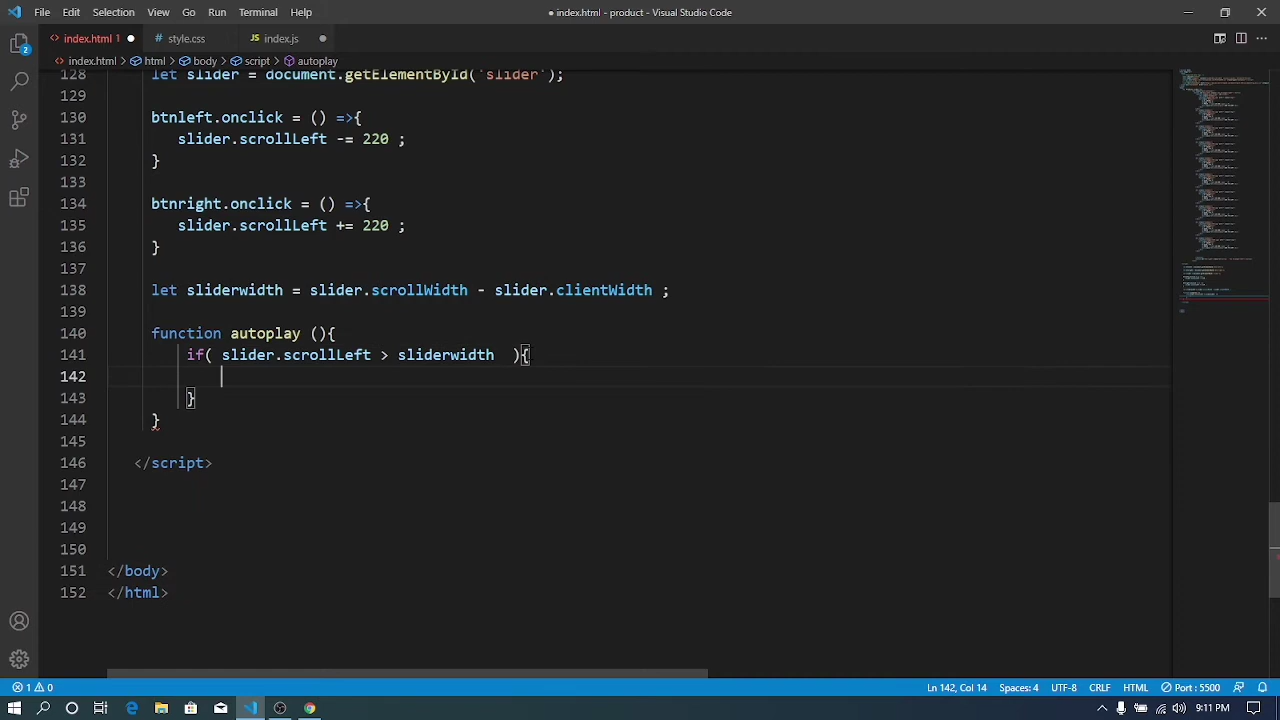 File Edit Selection View Go Run Terminal Help
● index.html - product - Visual Studio Code
index.html 1 ●
style.css
index.js ●
index.html > html > body > script > autoplay
128 let slider = document.getElementById('slider');
129
130 btnleft.onclick = () =>{
131 slider.scrollLeft -= 220 ;
132 }
133
134 btnright.onclick = () =>{
135 slider.scrollLeft += 220 ;
136 }
137
138 let sliderwidth = slider.scrollWidth - slider.clientWidth ;
139
140 function autoplay (){
141 if( slider.scrollLeft > sliderwidth ){
142
143 }
144 }
145
146 </script>
147
148
149
150
151 </body>
152 </html>
2
1 0
Ln 142, Col 14 Spaces: 4 UTF-8 CRLF HTML Port : 5500
9:11 PM